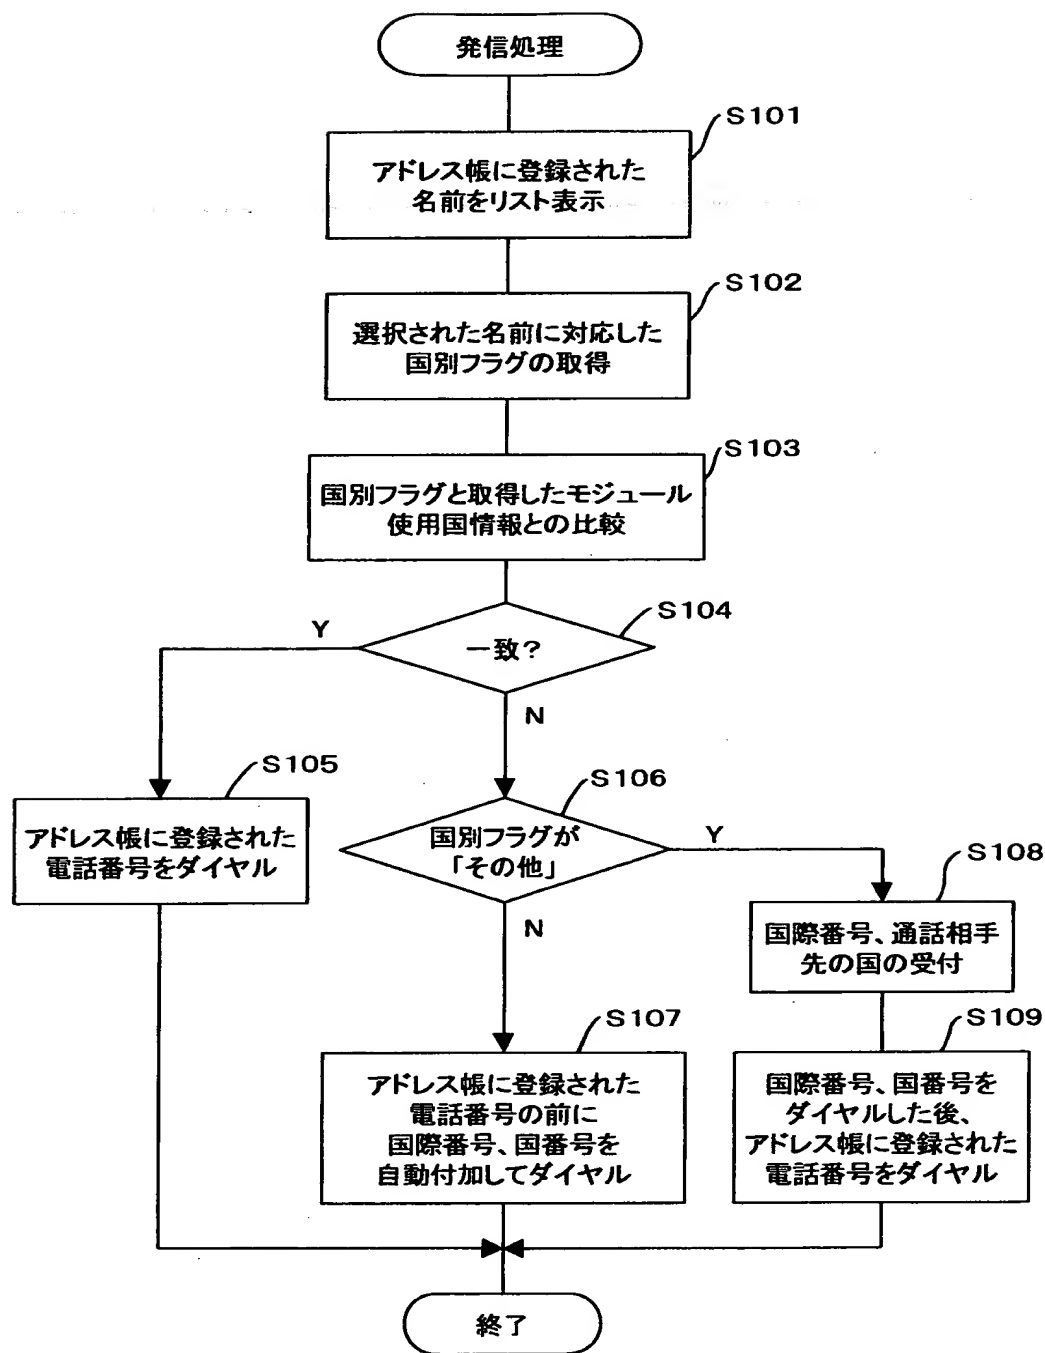 発信処理
S101
アドレス帳に登録された
名前をリスト表示
S102
選択された名前に対応した
国別フラグの取得
S103
国別フラグと取得したモジュール
使用国情報との比較
S104
一致？
Y
N
S105
アドレス帳に登録された
電話番号をダイヤル
S106
国別フラグが
「その他」
Y
N
S108
国際番号、通話相手
先の国の受付
S107
アドレス帳に登録された
電話番号の前に
国際番号、国番号を
自動付加してダイヤル
S109
国際番号、国番号を
ダイヤルした後、
アドレス帳に登録された
電話番号をダイヤル
終了